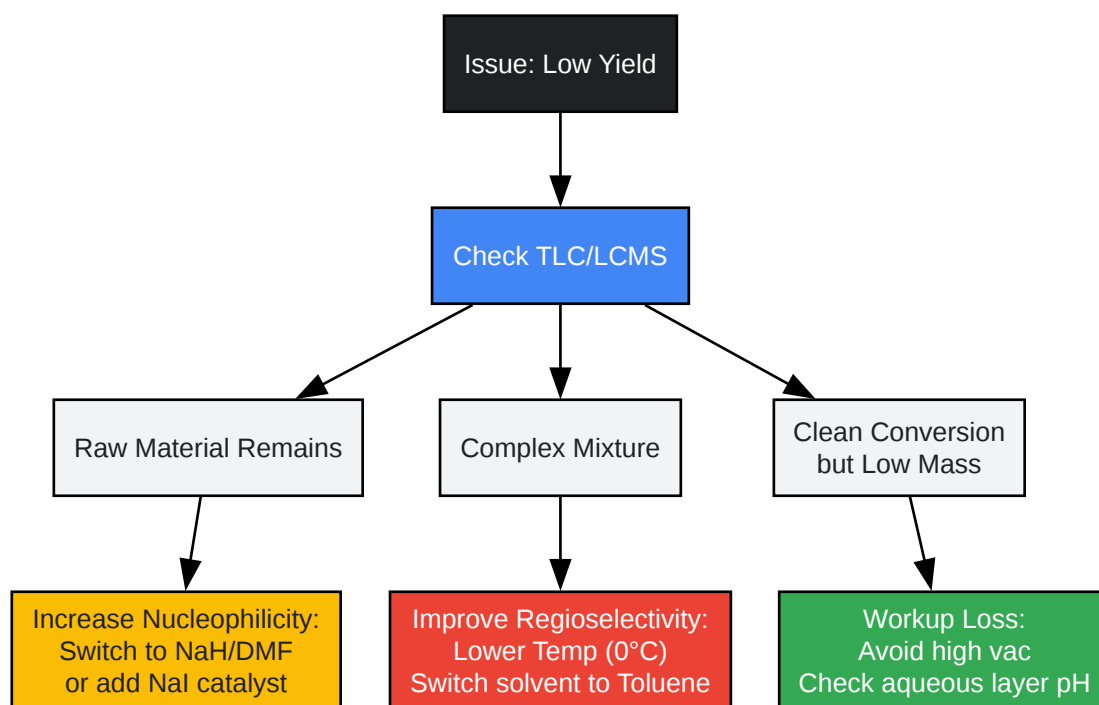 Issue: Low Yield
Check TLC/LCMS
Raw Material Remains
Complex Mixture
Clean Conversion
but Low Mass
Increase Nucleophilicity:
Switch to NaH/DMF
or add NaI catalyst
Improve Regioselectivity:
Lower Temp (0°C)
Switch solvent to Toluene
Workup Loss:
Avoid high vac
Check aqueous layer pH